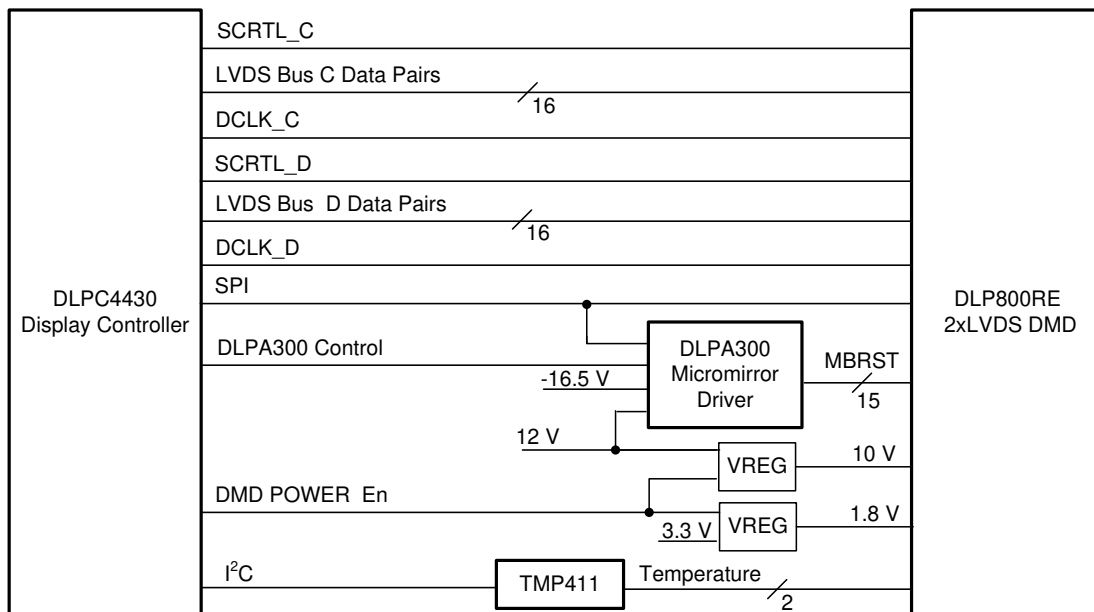 SCRTL_C
LVDS Bus C Data Pairs
16
DCLK_C
SCRTL_D
LVDS Bus D Data Pairs
16
DCLK_D
SPI
DLPC4430
Display Controller
DLP800RE
2xLVDS DMD
DLPA300 Control
DLPA300
Micromirror
Driver
MBRST
15
-16.5 V
12 V
VREG
10 V
DMD POWER En
3.3 V
VREG
1.8 V
I²C
TMP411
Temperature
2